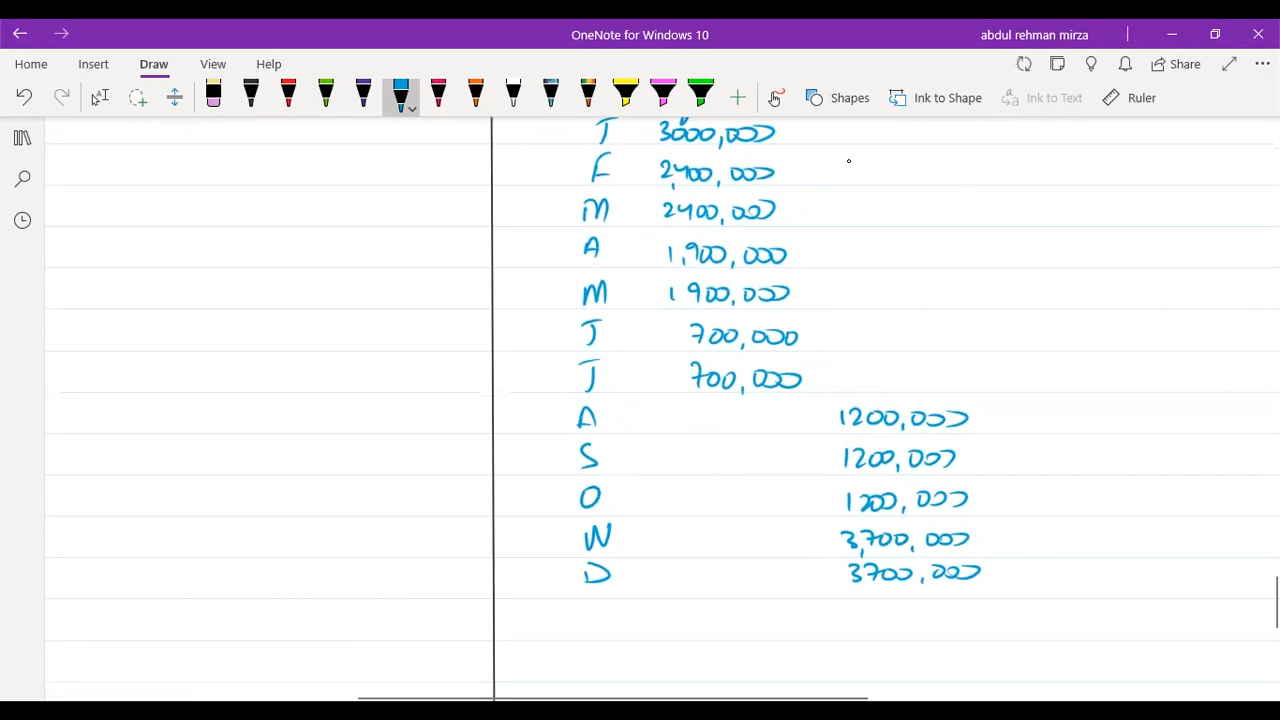 OneNote for Windows 10
abdul rehman mirza
Home Insert Draw View Help Share
Shapes Ink to Shape Ink to Text Ruler
J 3000,000
F 2,400,000
M 2400,000
A 1,900,000
M 1900,000
J 700,000
J 700,000
A 1200,000
S 1200,000
O 1200,000
N 3,700,000
D 3700,000